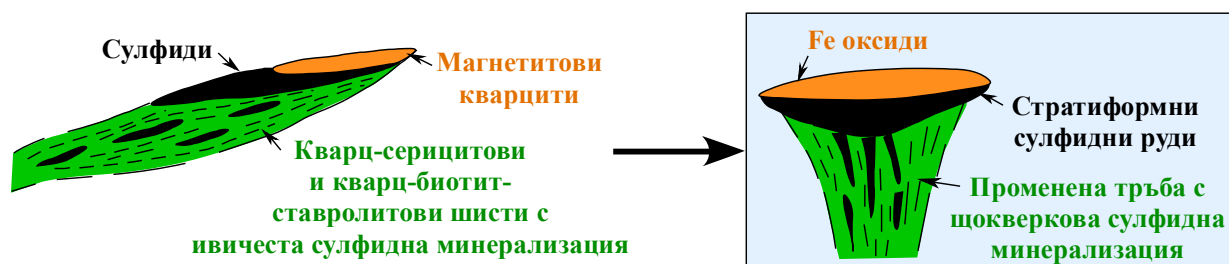 Сулфиди
Магнетитови
кварцити
Кварц-серицитови
и кварц-биотит-
ставролитови шисти с
ивичеста сулфидна минерализация
Fe оксиди
Стратиформни
сулфидни руди
Променена тръба с
щокверкова сулфидна
минерализация